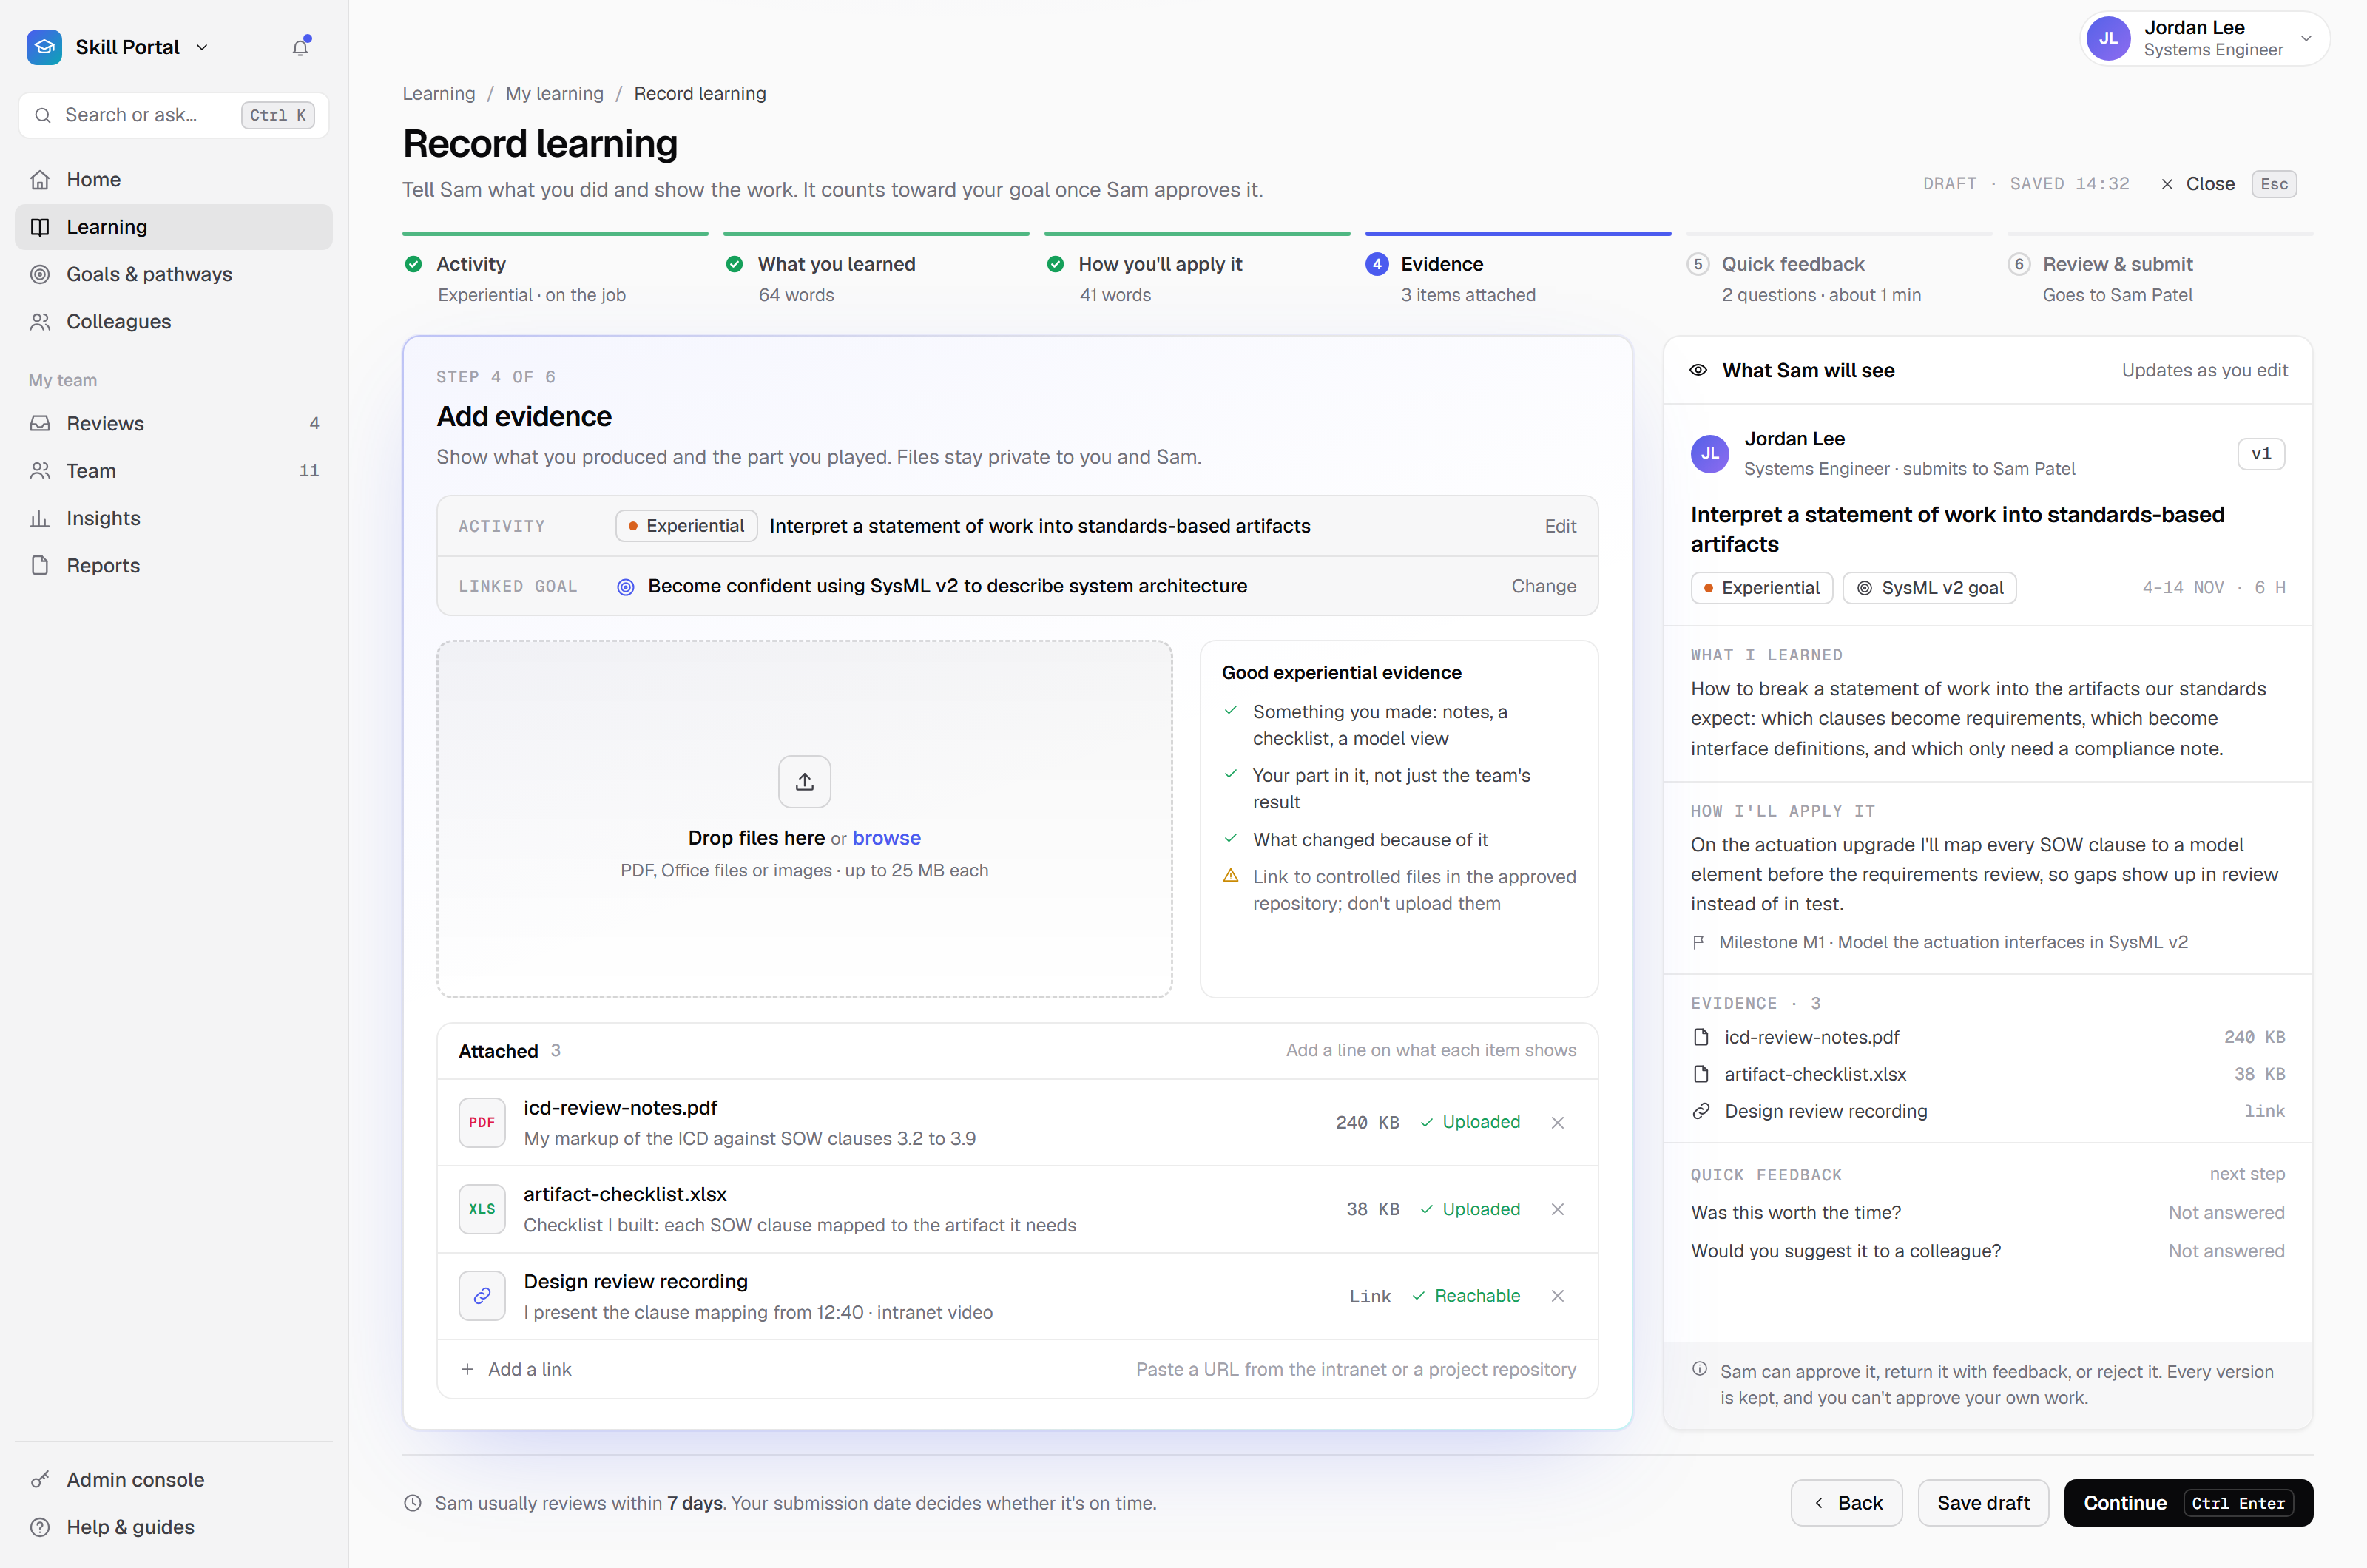 Skill Portal
Search or ask...
Ctrl K
Home
Learning
Goals & pathways
Colleagues
My team
Reviews 4
Team 11
Insights
Reports
Admin console
Help & guides
JL
Jordan Lee
Systems Engineer
Learning / My learning / Record learning
Record learning
Tell Sam what you did and show the work. It counts toward your goal once Sam approves it.
DRAFT · SAVED 14:32
Close Esc
Activity
Experiential · on the job
What you learned
64 words
How you'll apply it
41 words
4 Evidence
3 items attached
5 Quick feedback
2 questions · about 1 min
6 Review & submit
Goes to Sam Patel
STEP 4 OF 6
Add evidence
Show what you produced and the part you played. Files stay private to you and Sam.
ACTIVITY Experiential Interpret a statement of work into standards-based artifacts Edit
LINKED GOAL Become confident using SysML v2 to describe system architecture Change
Drop files here or browse
PDF, Office files or images · up to 25 MB each
Good experiential evidence
Something you made: notes, a
checklist, a model view
Your part in it, not just the team's
result
What changed because of it
Link to controlled files in the approved
repository; don't upload them
Attached 3 Add a line on what each item shows
PDF
icd-review-notes.pdf
My markup of the ICD against SOW clauses 3.2 to 3.9
240 KB Uploaded
XLS
artifact-checklist.xlsx
Checklist I built: each SOW clause mapped to the artifact it needs
38 KB Uploaded
Design review recording
I present the clause mapping from 12:40 · intranet video
Link Reachable
Add a link Paste a URL from the intranet or a project repository
What Sam will see Updates as you edit
JL
Jordan Lee
Systems Engineer · submits to Sam Patel
v1
Interpret a statement of work into standards-based
artifacts
Experiential SysML v2 goal 4–14 NOV · 6 H
WHAT I LEARNED
How to break a statement of work into the artifacts our standards
expect: which clauses become requirements, which become
interface definitions, and which only need a compliance note.
HOW I'LL APPLY IT
On the actuation upgrade I'll map every SOW clause to a model
element before the requirements review, so gaps show up in review
instead of in test.
Milestone M1 · Model the actuation interfaces in SysML v2
EVIDENCE · 3
icd-review-notes.pdf 240 KB
artifact-checklist.xlsx 38 KB
Design review recording link
QUICK FEEDBACK next step
Was this worth the time? Not answered
Would you suggest it to a colleague? Not answered
Sam can approve it, return it with feedback, or reject it. Every version
is kept, and you can't approve your own work.
Sam usually reviews within 7 days. Your submission date decides whether it's on time.
Back
Save draft
Continue Ctrl Enter